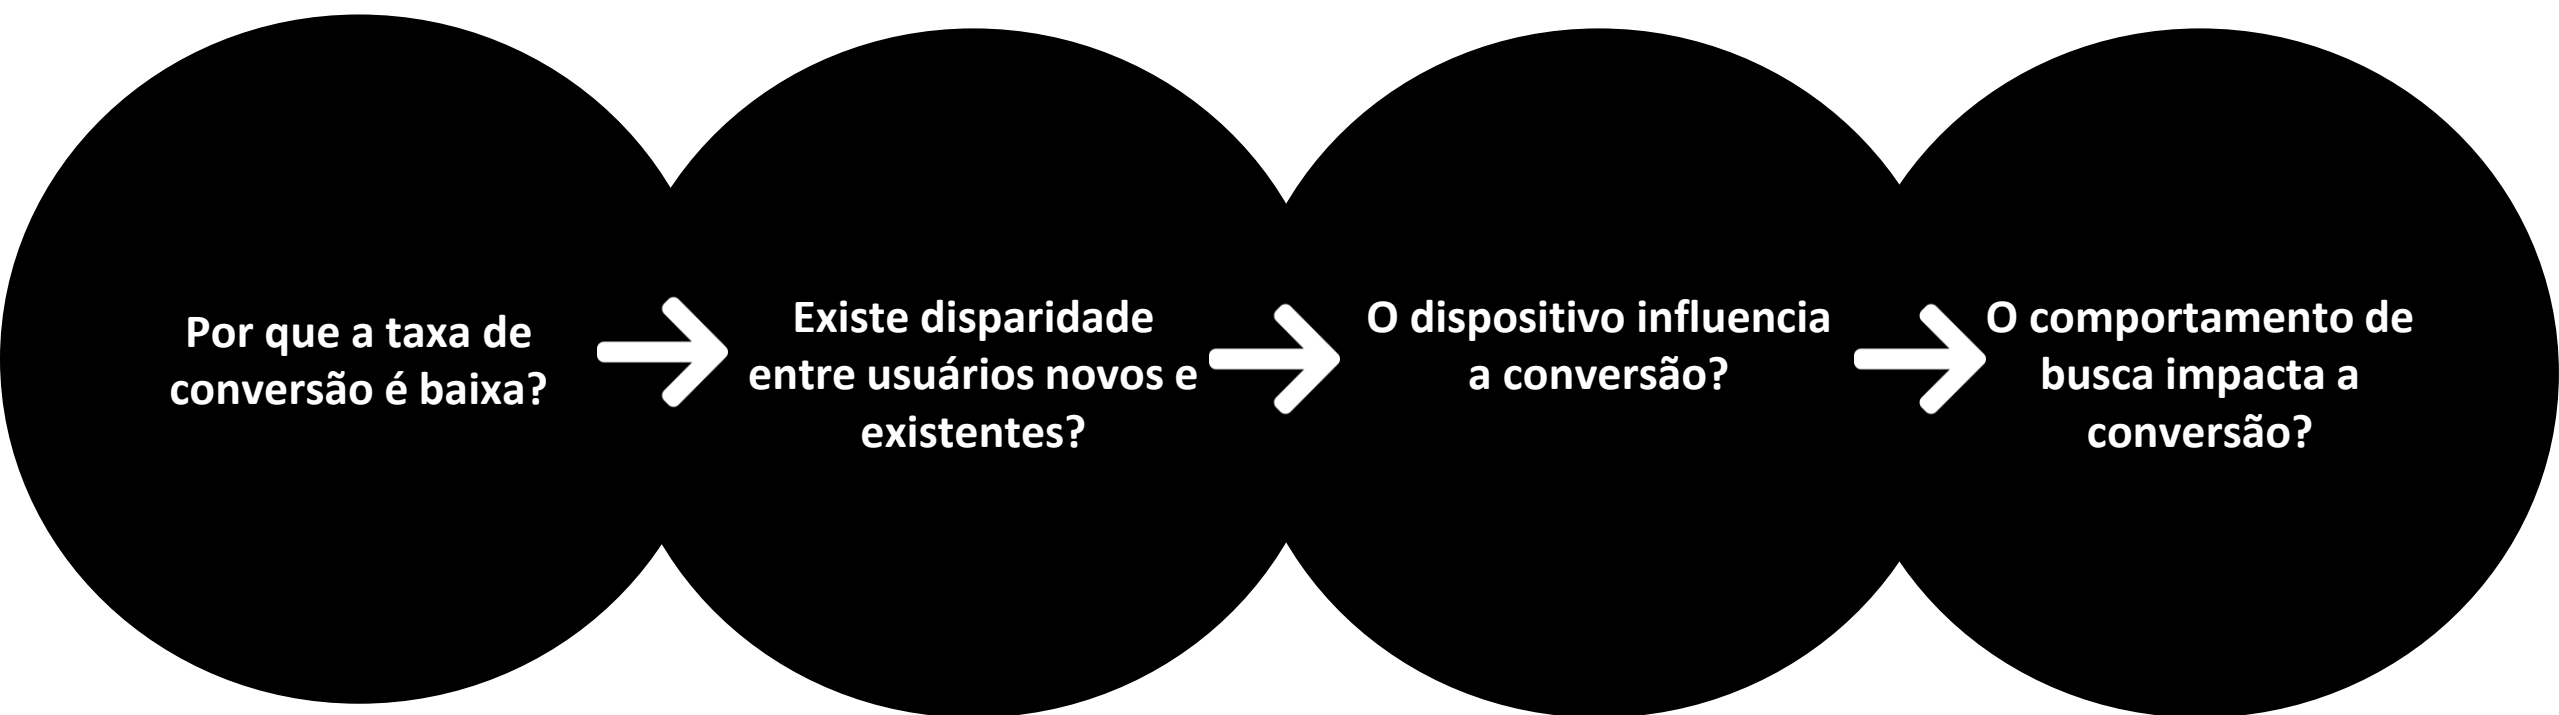 Por que a taxa de
conversão é baixa?
Existe disparidade
entre usuários novos e
existentes?
O dispositivo influencia
a conversão?
O comportamento de
busca impacta a
conversão?